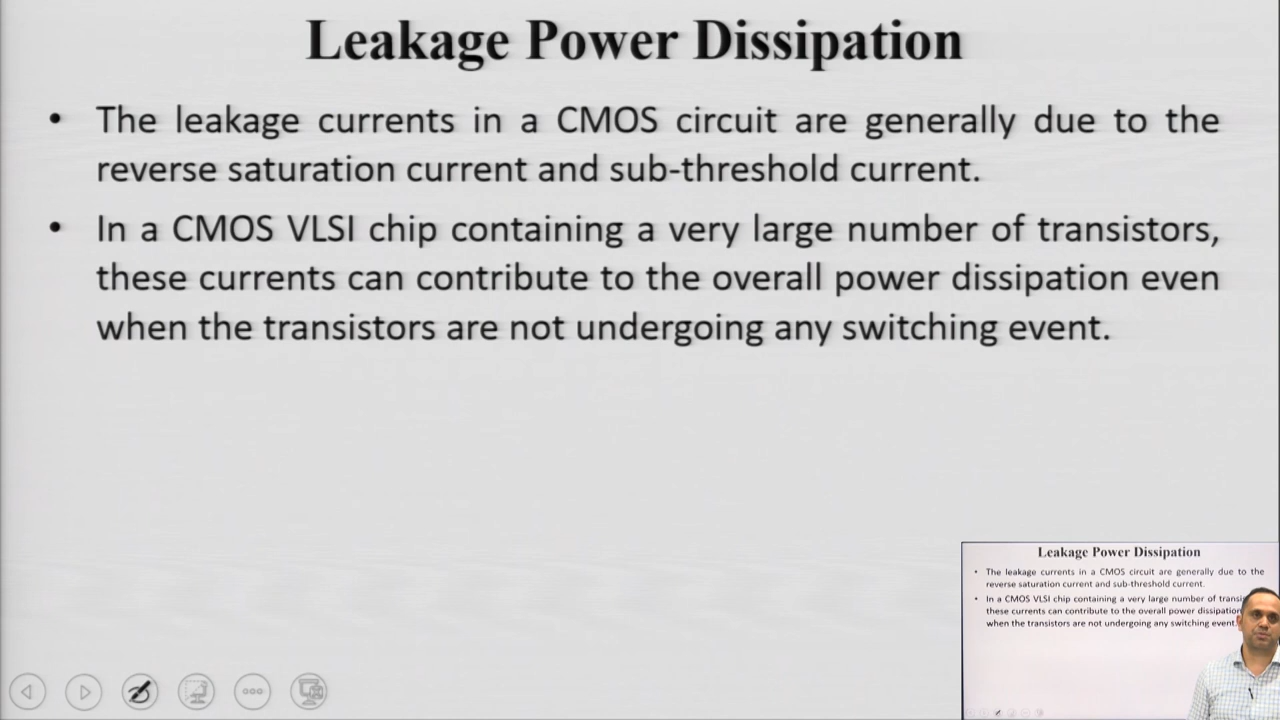 Leakage Power Dissipation
• The leakage currents in a CMOS circuit are generally due to the
reverse saturation current and sub-threshold current.
• In a CMOS VLSI chip containing a very large number of transistors,
these currents can contribute to the overall power dissipation even
when the transistors are not undergoing any switching event.
Leakage Power Dissipation
• The leakage currents in a CMOS circuit are generally due to the
reverse saturation current and sub-threshold current.
• In a CMOS VLSI chip containing a very large number of
these currents can contribute to the overall power dissipation
when the transistors are not undergoing any switching event.